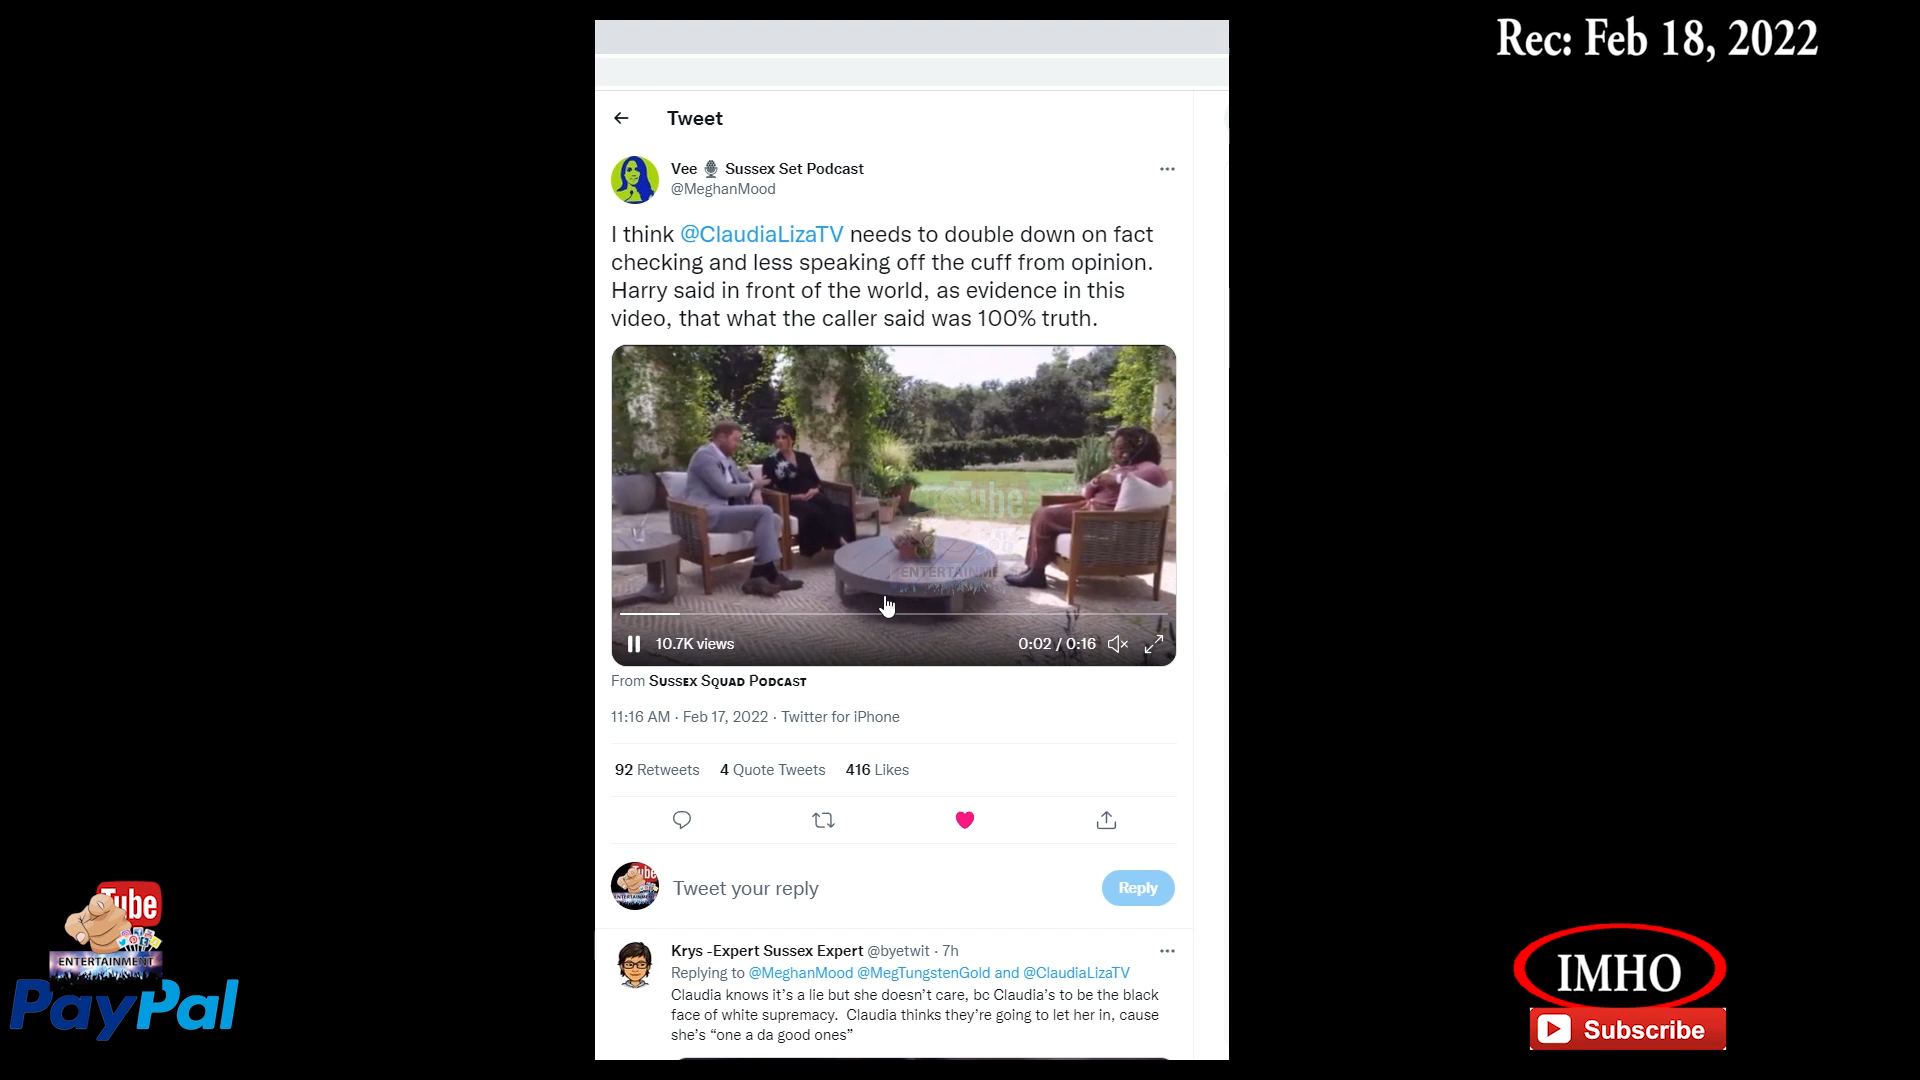 Rec: Feb 18, 2022
Tweet
Vee Sussex Set Podcast
@MeghanMood
I think @ClaudiaLizaTV needs to double down on fact
checking and less speaking off the cuff from opinion.
Harry said in front of the world, as evidence in this
video, that what the caller said was 100% truth.
Tube
ENTERTAINME
10.7K views
0:02 / 0:16
From Sussex Squad Podcast
11:16 AM · Feb 17, 2022 · Twitter for iPhone
92 Retweets 4 Quote Tweets 416 Likes
Tweet your reply
Reply
Krys -Expert Sussex Expert @byetwit · 7h
Replying to @MeghanMood @MegTungstenGold and @ClaudiaLizaTV
Claudia knows it's a lie but she doesn't care, bc Claudia's to be the black
face of white supremacy. Claudia thinks they're going to let her in, cause
she's "one a da good ones"
Tube
ENTERTAINMENT
PayPal
IMHO
Subscribe